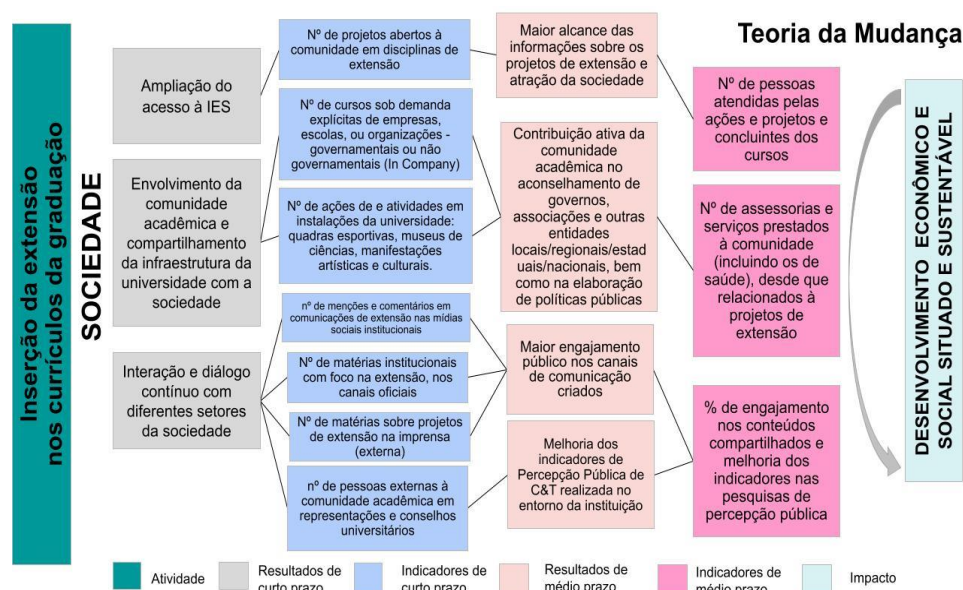 Teoria da Mudança
Inserção da extensão
nos currículos da graduação
SOCIEDADE
Ampliação do
acesso à IES
Envolvimento da
comunidade
acadêmica e
compartilhamento
da infraestrutura da
universidade com a
sociedade
Interação e diálogo
contínuo com
diferentes setores
da sociedade
Nº de projetos abertos à
comunidade em disciplinas de
extensão
Nº de cursos sob demanda
explícitas de empresas,
escolas, ou organizações -
governamentais ou não
governamentais (In Company)
Nº de ações de e atividades em
instalações da universidade:
quadras esportivas, museus de
ciências, manifestações
artísticas e culturais.
nº de menções e comentários em
comunicações de extensão nas mídias
sociais institucionais
Nº de matérias institucionais
com foco na extensão, nos
canais oficiais
Nº de matérias sobre projetos
de extensão na imprensa
(externa)
nº de pessoas externas à
comunidade acadêmica em
representações e conselhos
universitários
Maior alcance das
informações sobre os
projetos de extensão e
atração da sociedade
Contribuição ativa da
comunidade
acadêmica no
aconselhamento de
governos,
associações e outras
entidades
locais/regionais/estad
uais/nacionais, bem
como na elaboração
de políticas públicas
Maior engajamento
público nos canais
de comunicação
criados
Melhoria dos
indicadores de
Percepção Pública de
C&T realizada no
entorno da instituição
Nº de pessoas
atendidas pelas
ações e projetos e
concluintes dos
cursos
Nº de assessorias e
serviços prestados
à comunidade
(incluindo os de
saúde), desde que
relacionados à
projetos de
extensão
% de engajamento
nos conteúdos
compartilhados e
melhoria dos
indicadores nas
pesquisas de
percepção pública
DESENVOLVIMENTO ECONÔMICO E
SOCIAL SITUADO E SUSTENTÁVEL
Atividade
Resultados de
curto prazo
Indicadores de
curto prazo
Resultados de
médio prazo
Indicadores de
médio prazo
Impacto